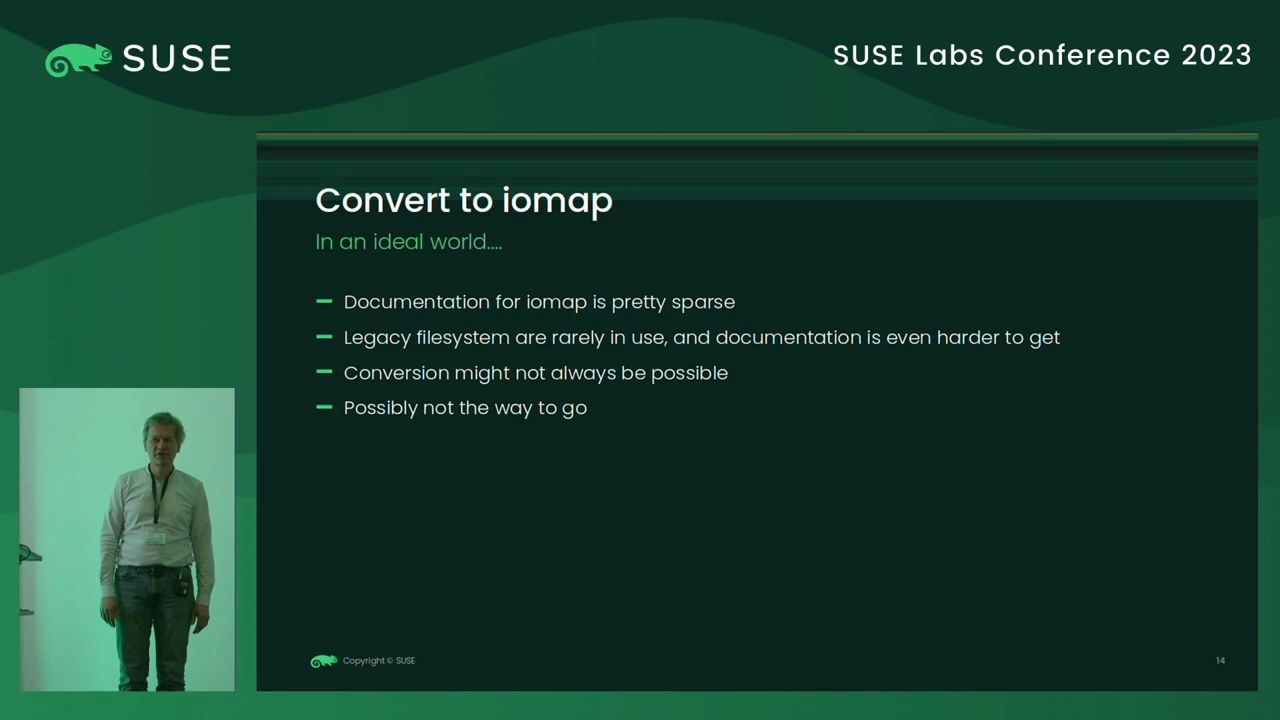 SUSE
SUSE Labs Conference 2023
Convert to iomap
In an ideal world....
Documentation for iomap is pretty sparse
Legacy filesystem are rarely in use, and documentation is even harder to get
Conversion might not always be possible
Possibly not the way to go
Copyright © SUSE
14